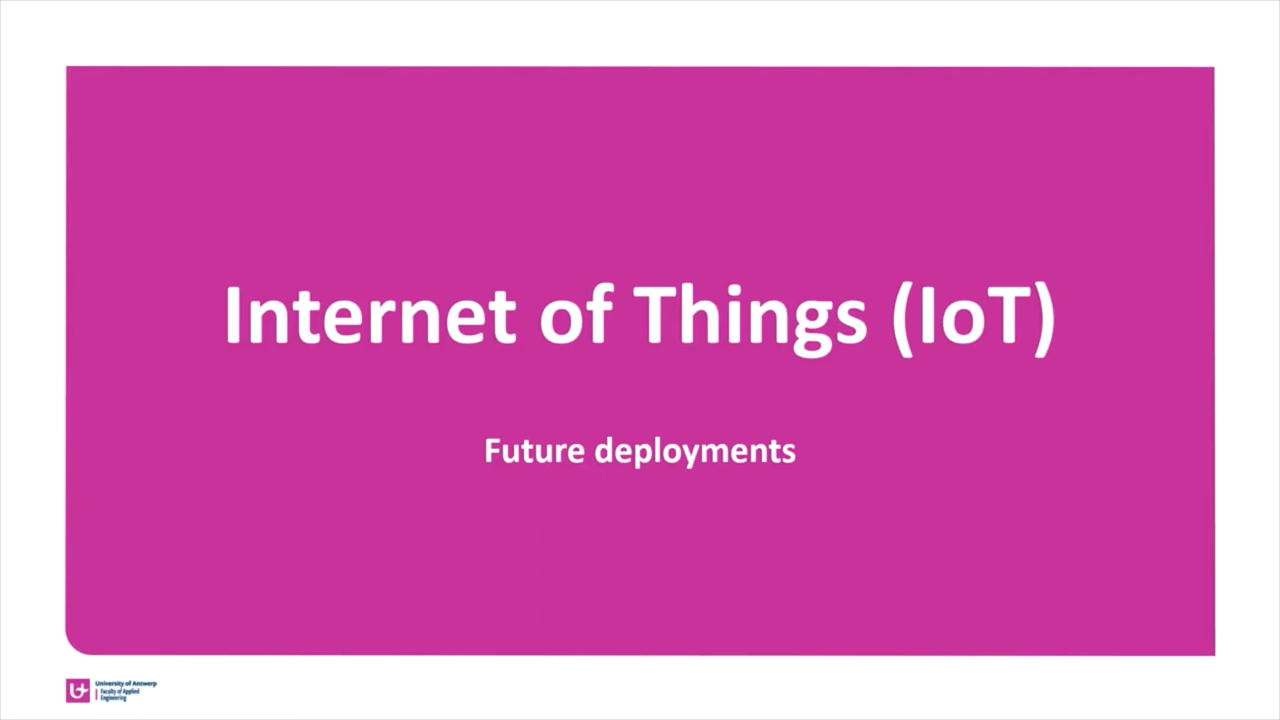 Internet of Things (IoT)
Future deployments
University of Antwerp
Faculty of Applied
Engineering